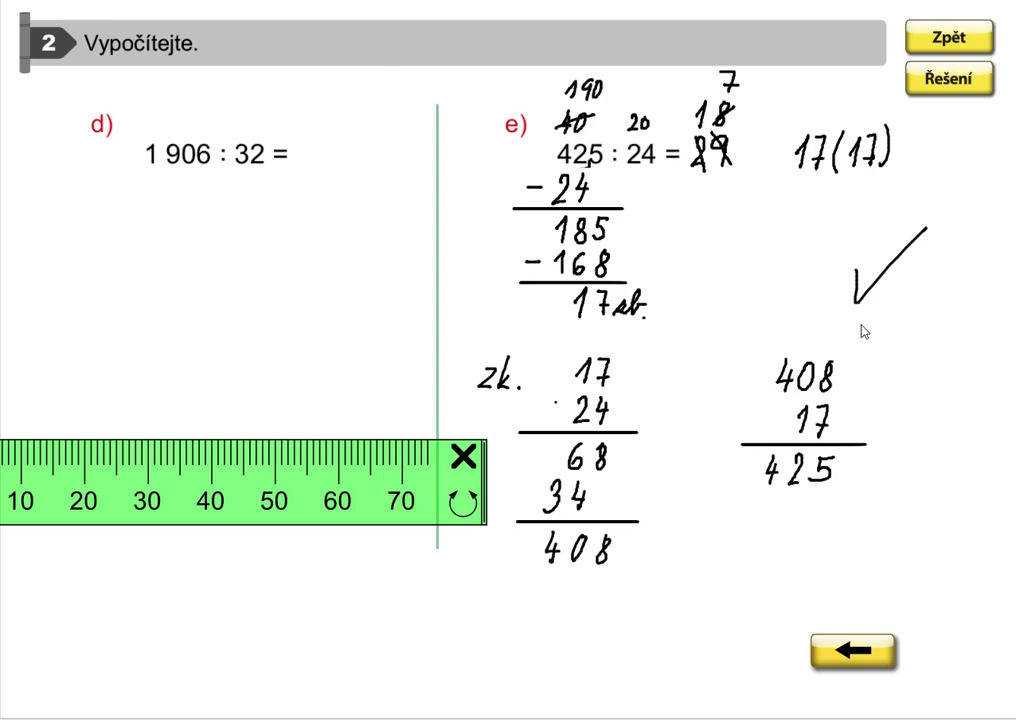 2 Vypočítejte.
Zpět
Řešení
d)
1 906 : 32 =
e)
190
40 20 18 7
425 : 24 = 29 17(17)
- 24
185
- 168
17 zb.
zk. 17
· 24
68
34
408
408
17
425
10 20 30 40 50 60 70